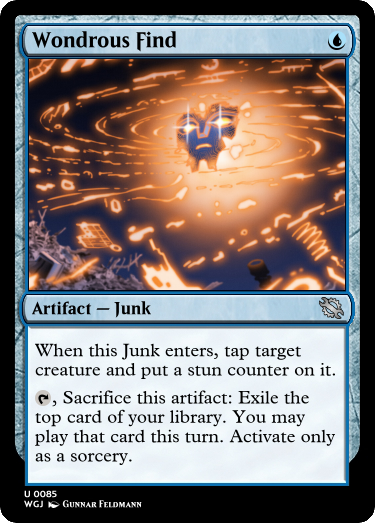 Wondrous Find
When this Junk enters, tap target
creature and put a stun counter on it.
, Sacrifice this artifact: Exile the
top card of your library. You may
play that card this turn. Activate only
as a sorcery.
Artifact — Junk
U 0085
WGJ Gunnar Feldmann